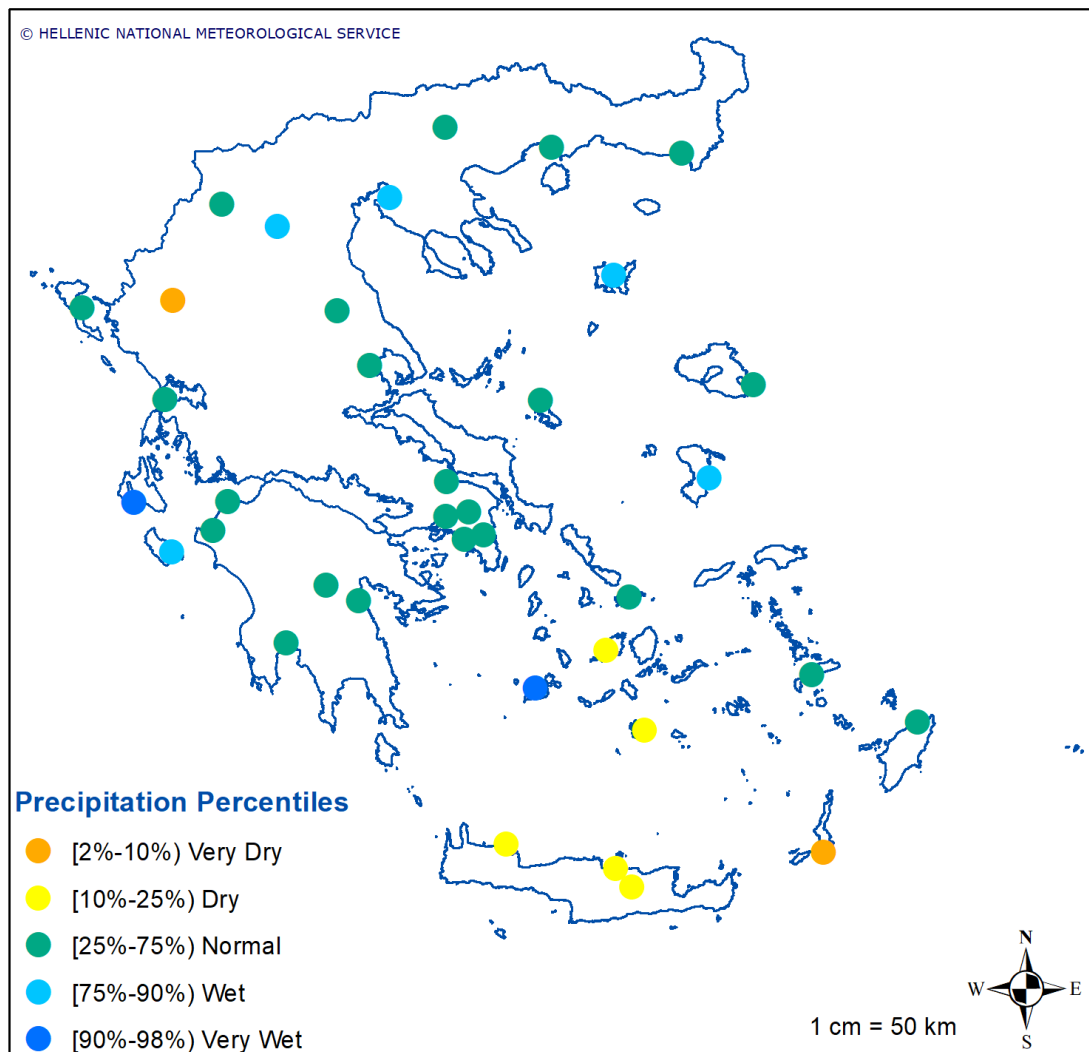 © HELLENIC NATIONAL METEOROLOGICAL SERVICE
Precipitation Percentiles
[2%-10%) Very Dry
[10%-25%) Dry
[25%-75%) Normal
[75%-90%) Wet
[90%-98%) Very Wet
N
W E
S
1 cm = 50 km